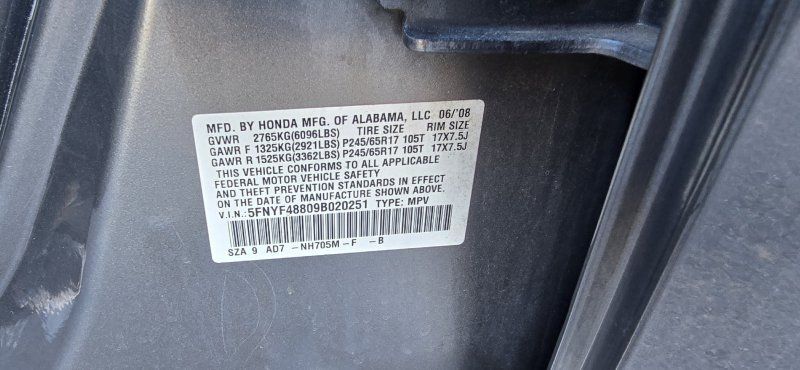 MFD. BY HONDA MFG. OF ALABAMA, LLC 06/'08
GVWR 2765KG(6096LBS) TIRE SIZE RIM SIZE
GAWR F 1325KG(2921LBS) P245/65R17 105T 17X7.5J
GAWR R 1525KG(3362LBS) P245/65R17 105T 17X7.5J
THIS VEHICLE CONFORMS TO ALL APPLICABLE
FEDERAL MOTOR VEHICLE SAFETY
STANDARDS IN EFFECT
ON THE DATE OF MANUFACTURE SHOWN ABOVE.
V.I.N.: 5FNYF48809B020251 TYPE: MPV
SZA 9 AD7 -NH705M-F -B